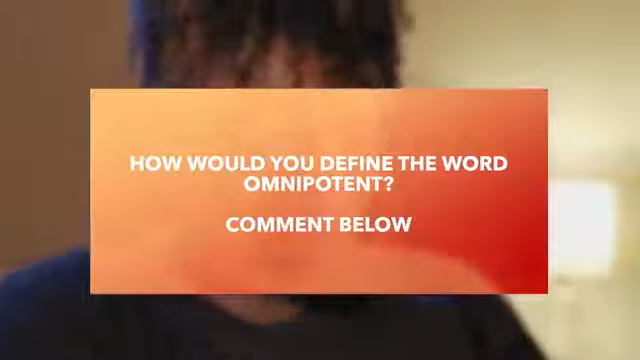 HOW WOULD YOU DEFINE THE WORD
OMNIPOTENT?
COMMENT BELOW